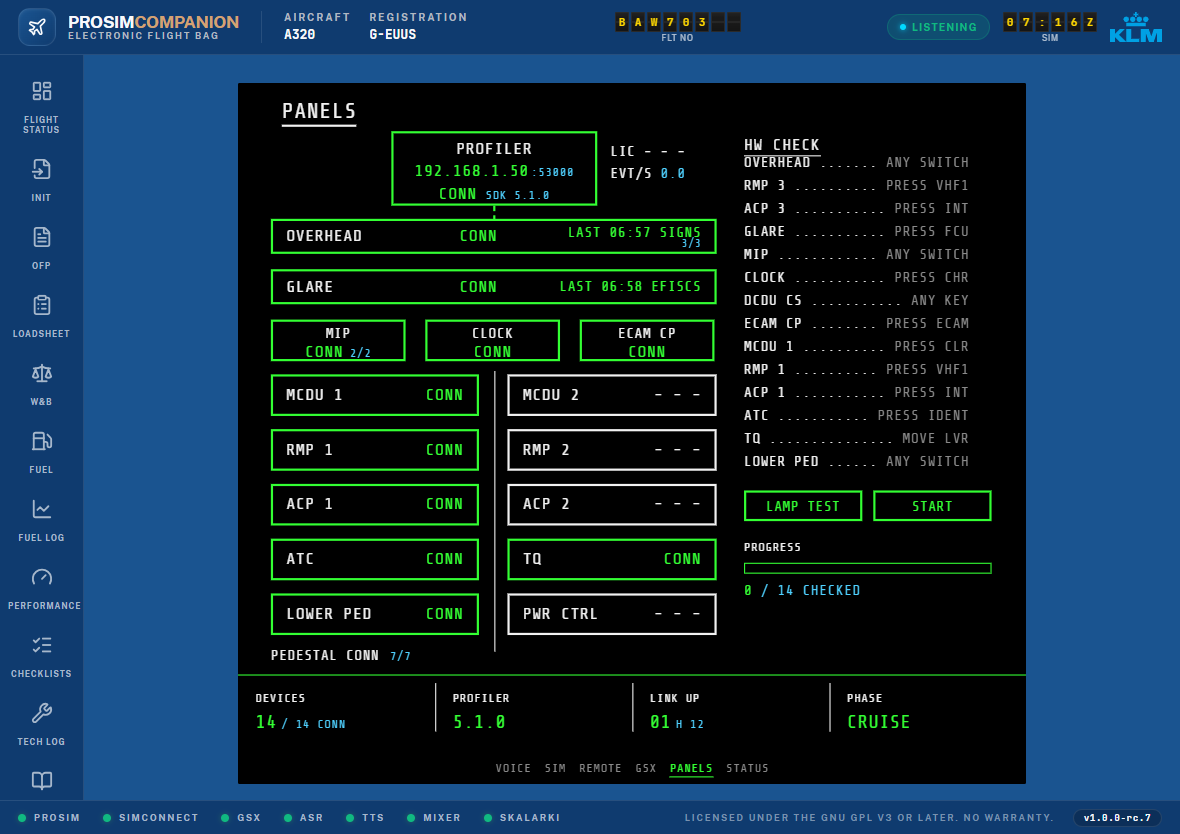 PROSIMCOMPANION
ELECTRONIC FLIGHT BAG
AIRCRAFT
A320
REGISTRATION
G-EUUS
BAW703
FLT NO
LISTENING
07:16Z
SIM
KLM
FLIGHT STATUS
INIT
OFP
LOADSHEET
W&B
FUEL
FUEL LOG
PERFORMANCE
CHECKLISTS
TECH LOG
PANELS
PROFILER
192.168.1.50:53000
CONN SDK 5.1.0
LIC - - -
EVT/S 0.0
OVERHEAD CONN LAST 06:57 SIGNS
3/3
GLARE CONN LAST 06:58 EFISCS
MIP
CONN 2/2
CLOCK
CONN
ECAM CP
CONN
MCDU 1 CONN
MCDU 2 - - -
RMP 1 CONN
RMP 2 - - -
ACP 1 CONN
ACP 2 - - -
ATC CONN
TQ CONN
LOWER PED CONN
PWR CTRL - - -
PEDESTAL CONN 7/7
HW CHECK
OVERHEAD ....... ANY SWITCH
RMP 3 .......... PRESS VHF1
ACP 3 .......... PRESS INT
GLARE .......... PRESS FCU
MIP ............ ANY SWITCH
CLOCK .......... PRESS CHR
DCDU CS ........... ANY KEY
ECAM CP ........ PRESS ECAM
MCDU 1 ......... PRESS CLR
RMP 1 .......... PRESS VHF1
ACP 1 .......... PRESS INT
ATC ........... PRESS IDENT
TQ ............... MOVE LVR
LOWER PED ...... ANY SWITCH
LAMP TEST
START
PROGRESS
0 / 14 CHECKED
DEVICES
14 / 14 CONN
PROFILER
5.1.0
LINK UP
01 H 12
PHASE
CRUISE
VOICE SIM REMOTE GSX PANELS STATUS
PROSIM SIMCONNECT GSX ASR TTS MIXER SKALARKI
LICENSED UNDER THE GNU GPL V3 OR LATER. NO WARRANTY.
v1.0.0-rc.7